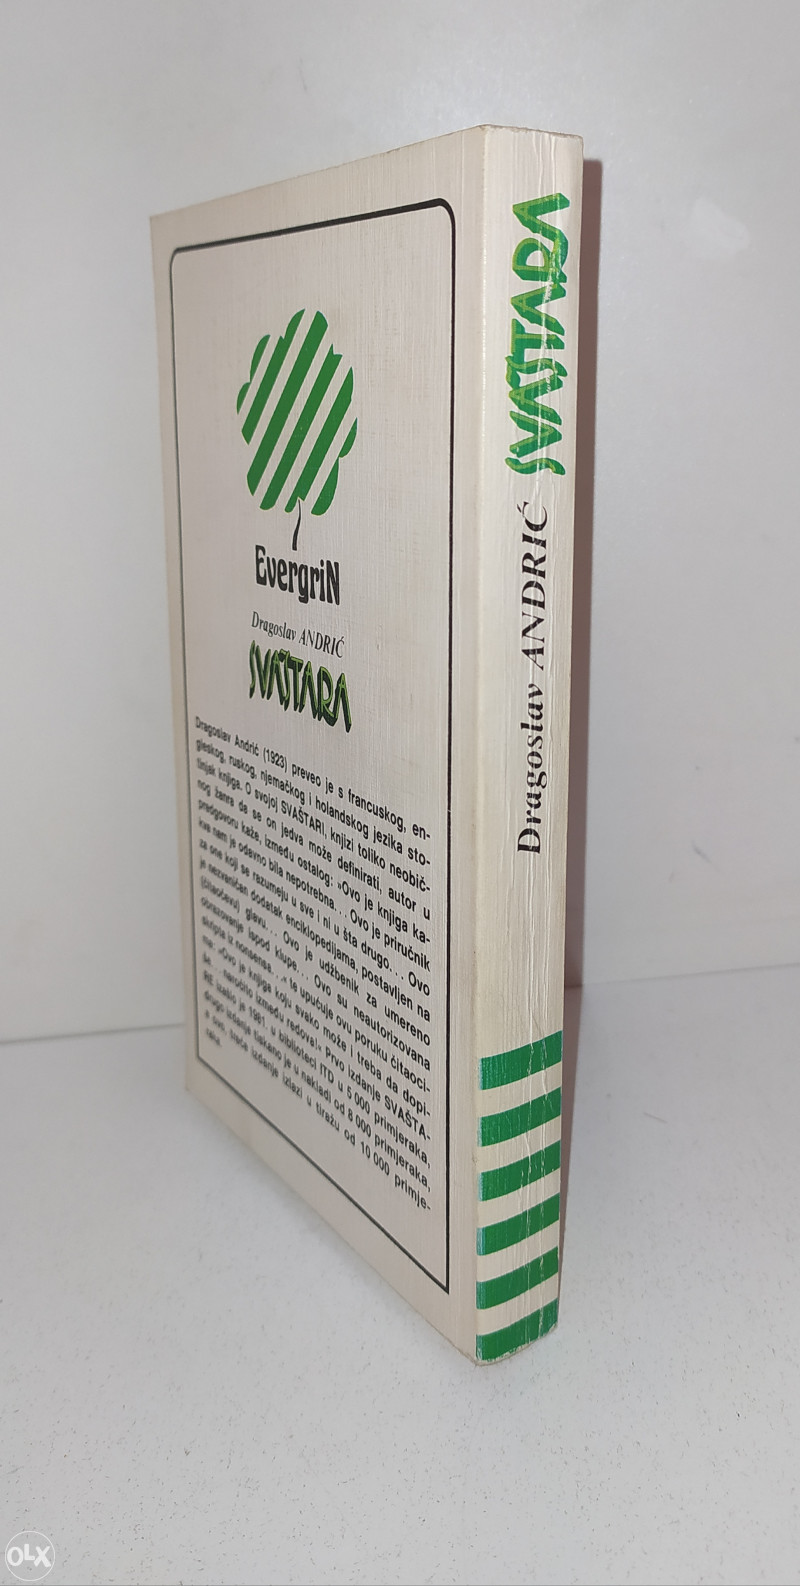 EvergriN
Dragoslav ANDRIĆ
SVAŠTARA
Dragoslav Andrić (1923) preveo je s francuskog, en-
gleskog, ruskog, njemačkog i holandskog jezika sto-
tinjak knjiga. O svojoj SVAŠTARI, knjizi toliko neobič-
nog žanra da se on jedva može definirati, autor u
predgovoru kaže, između ostalog: »Ovo je knjiga ka-
kva nam je odavno bila nepotrebna... Ovo je priručnik
za one koji se razumeju u sve i ni u šta drugo... Ovo
je nezvaničan dodatak enciklopedijama, postavljen na
(čitaočevu) glavu... Ovo je udžbenik za umereno
obrazovanje ispod klupe... Ovo su neautorizovana
skripta iz nonsensa...« te upućuje ovu poruku čitaoci-
ma: »Ovo je knjiga koju svako može i treba da dopi-
še... naročito između redova!« Prvo izdanje SVAŠTA-
RE izašlo je 1981. u biblioteci ITD u 5 000 primjeraka,
drugo izdanje tiskano je u nakladi od 8 000 primjeraka,
a ovo, treće izdanje izlazi u tiražu od 10 000 primje-
raka.
Dragoslav ANDRIĆ SVAŠTARA
OLX